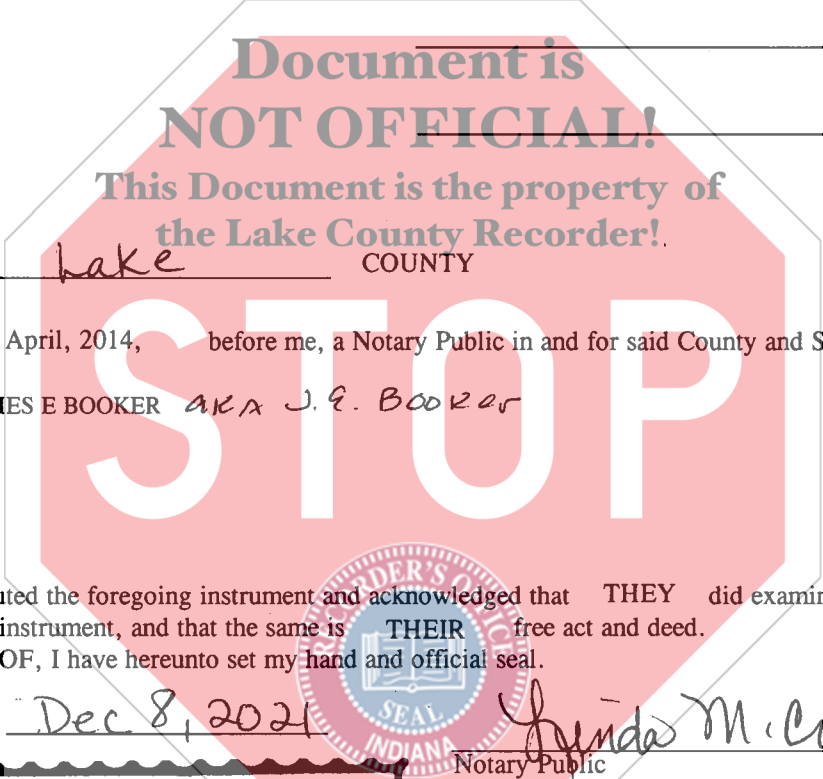 Document is
NOT OFFICIAL!
This Document is the property of
the Lake County Recorder!
Lake COUNTY
STOP
April, 2014, before me, a Notary Public in and for said County and S
IES E BOOKER aKA J. E. BOOKer
RECORDER'S OFFICE
uted the foregoing instrument and acknowledged that THEY did examin
instrument, and that the same is THEIR free act and deed.
OF, I have hereunto set my hand and official seal.
SEAL
INDIANA
Dec 8, 2021
Linda M. Co
Notary Public